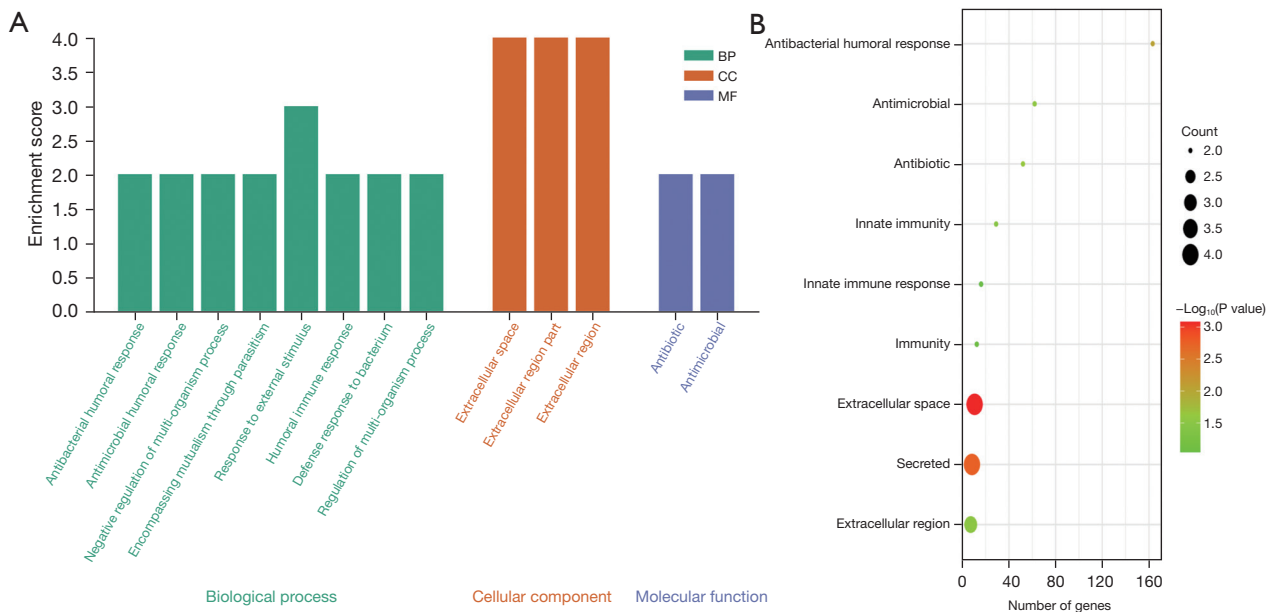 A
Enrichment score
4.0
3.5
3.0
2.5
2.0
1.5
1.0
0.5
0.0
BP
CC
MF
Antibacterial humoral response
Antimicrobial humoral response
Negative regulation of multi-organism process
Encompassing mutualism through parasitism
Response to external stimulus
Humoral immune response
Defense response to bacterium
Regulation of multi-organism process
Extracellular space
Extracellular region part
Extracellular region
Antibiotic
Antimicrobial
Biological process
Cellular component
Molecular function
B
Antibacterial humoral response
Antimicrobial
Antibiotic
Innate immunity
Innate immune response
Immunity
Extracellular space
Secreted
Extracellular region
0 40 80 120 160
Number of genes
Count
2.0
2.5
3.0
3.5
4.0
−Log₁₀(P value)
3.0
2.5
2.0
1.5